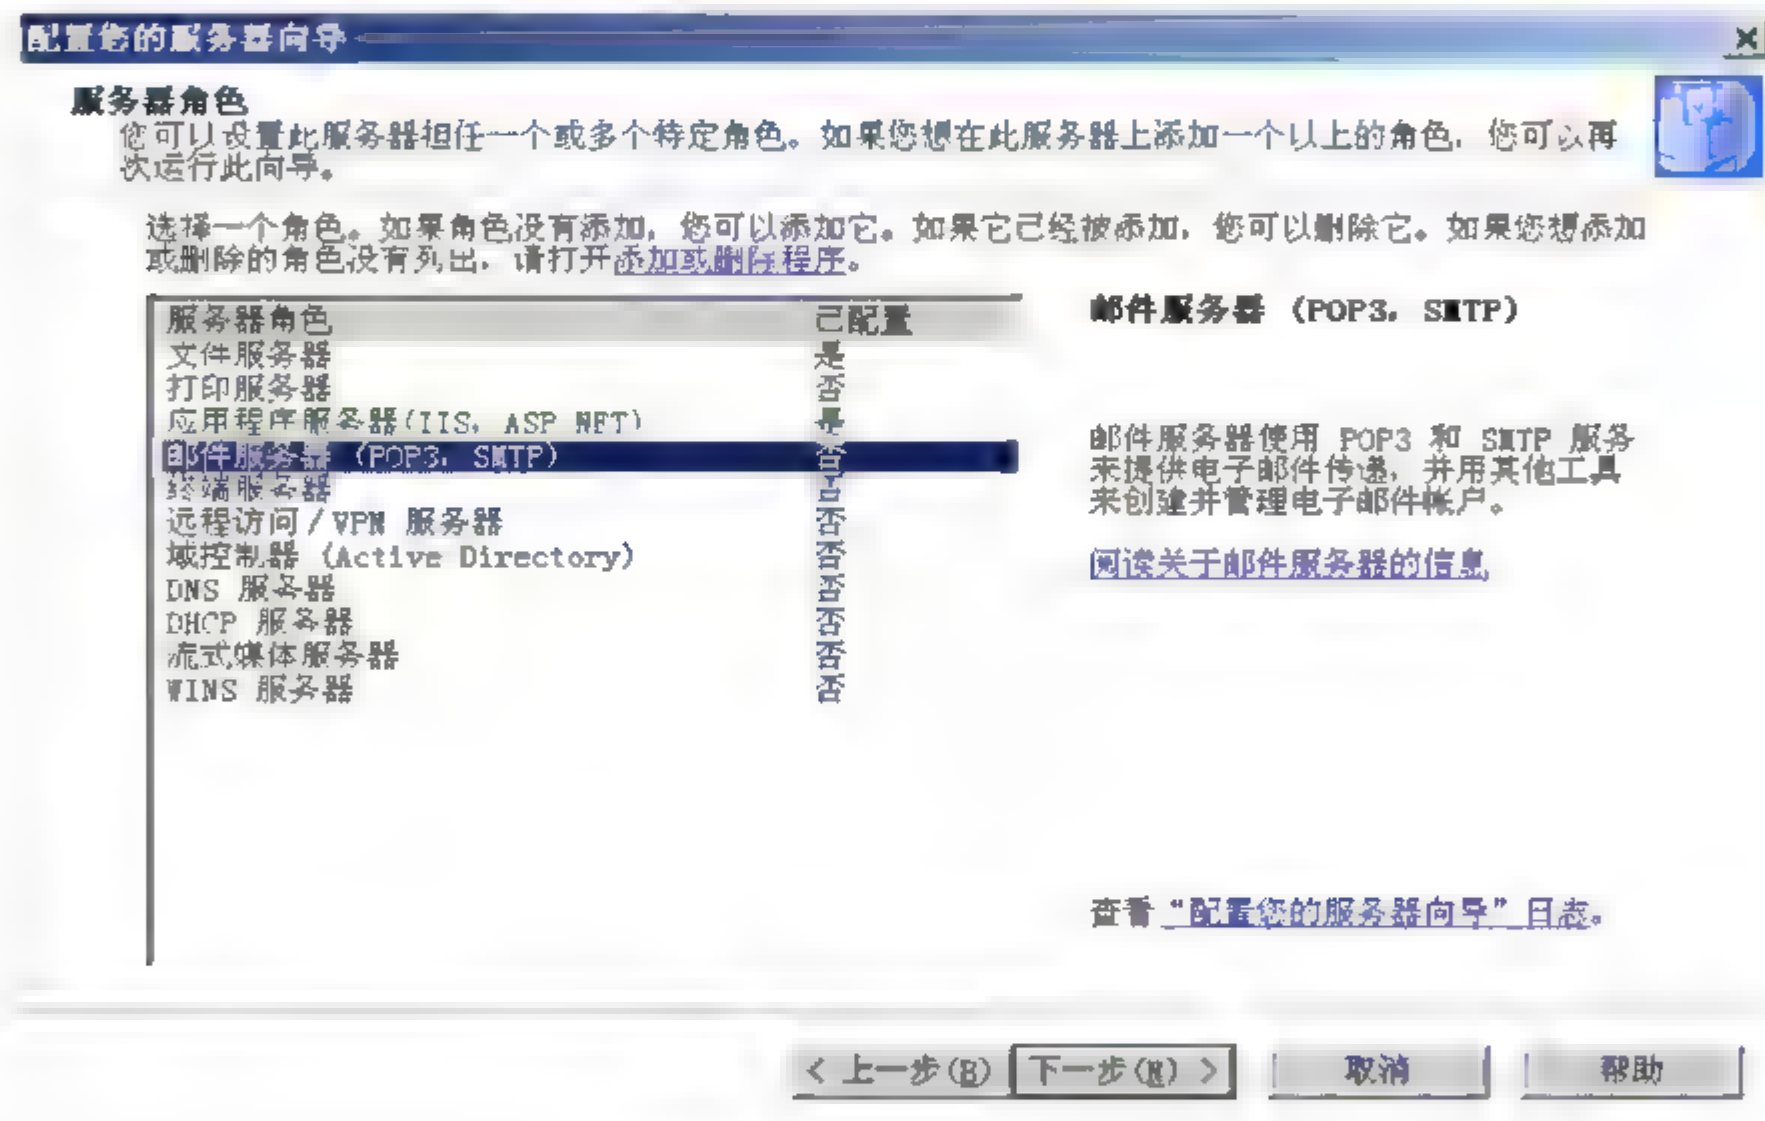 配置您的服务器向导
服务器角色
您可以设置此服务器担任一个或多个特定角色。如果您想在此服务器上添加一个以上的角色，您可以再
次运行此向导。
选择一个角色。如果角色没有添加，您可以添加它。如果它已经被添加，您可以删除它。如果您想添加
或删除的角色没有列出，请打开添加或删除程序。
服务器角色 已配置
文件服务器 是
打印服务器 否
应用程序服务器(IIS，ASP.NET) 是
邮件服务器 (POP3，SMTP) 否
终端服务器 否
远程访问/VPN 服务器 否
域控制器 (Active Directory) 否
DNS 服务器 否
DHCP 服务器 否
流式媒体服务器 否
WINS 服务器 否
邮件服务器 (POP3，SMTP)
邮件服务器使用 POP3 和 SMTP 服务
来提供电子邮件传递，并用其他工具
来创建并管理电子邮件帐户。
阅读关于邮件服务器的信息
查看“配置您的服务器向导”日志。
< 上一步(B) 下一步(N) > 取消 帮助